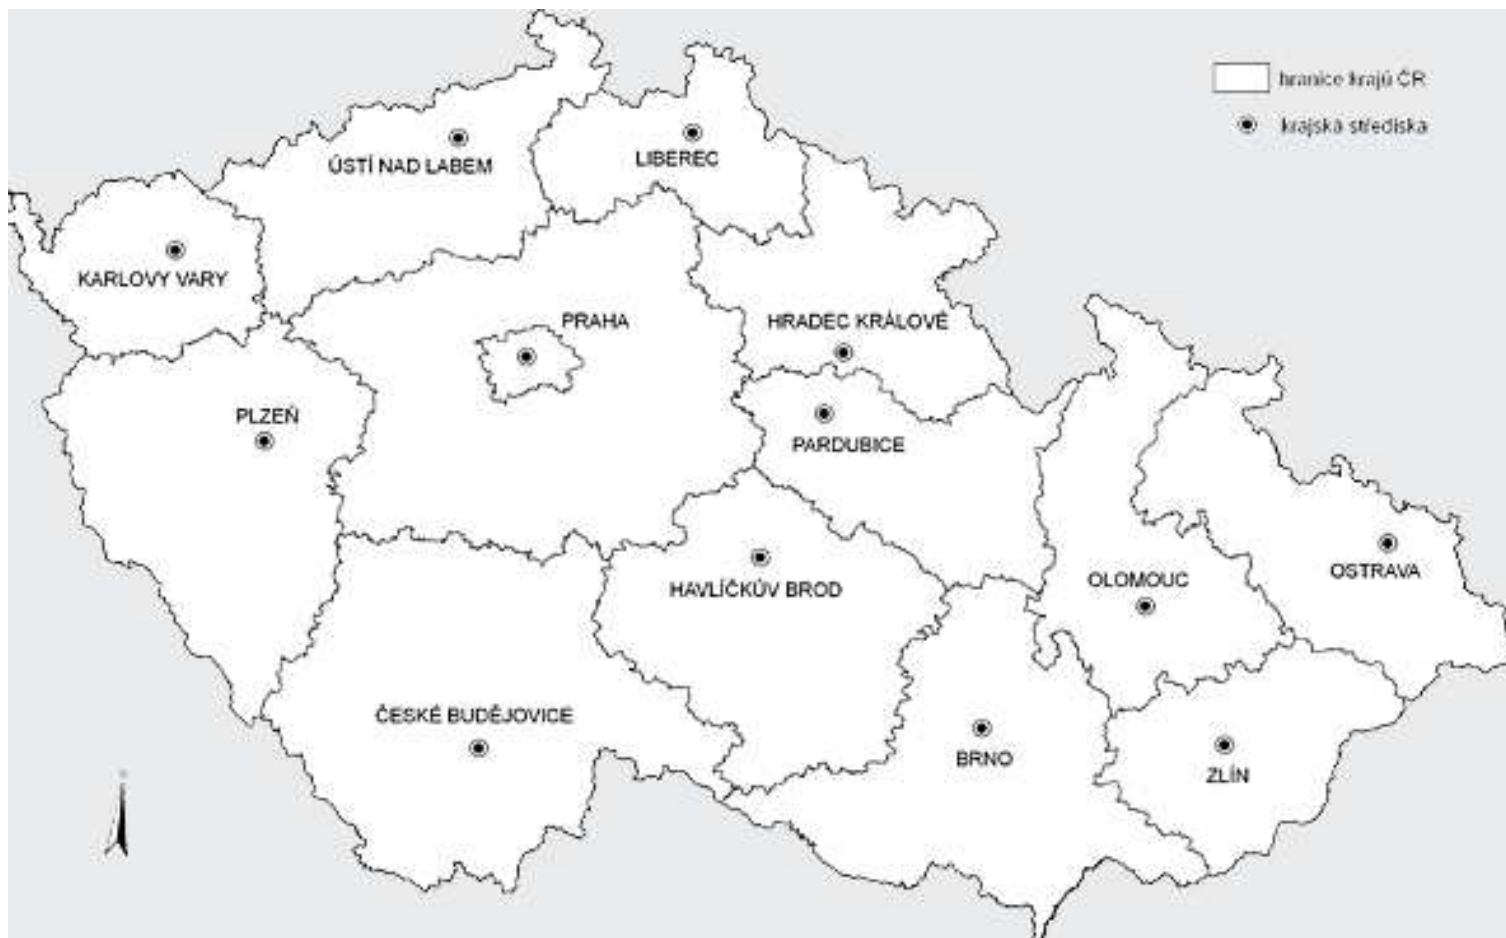 hranice krajů ČR
krajská střediska
ÚSTÍ NAD LABEM
LIBEREC
KARLOVY VARY
PRAHA
HRADEC KRÁLOVÉ
PLZEŇ
PARDUBICE
HAVLÍČKŮV BROD
OLOMOUC
OSTRAVA
ČESKÉ BUDĚJOVICE
BRNO
ZLÍN